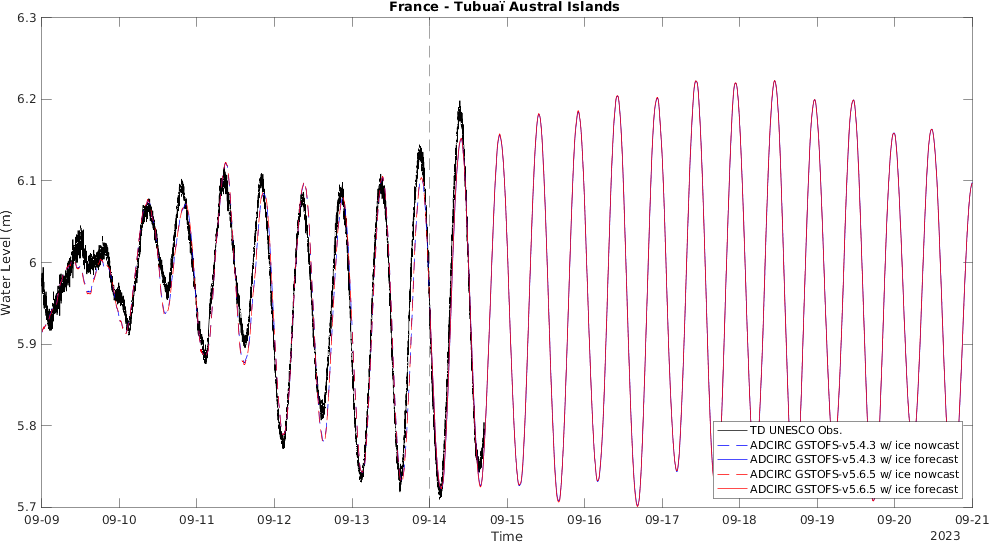 France - Tubuaï Austral Islands
6.3
6.2
6.1
6
5.9
5.8
5.7
Water Level (m)
TD UNESCO Obs.
ADCIRC GSTOFS-v5.4.3 w/ ice nowcast
ADCIRC GSTOFS-v5.4.3 w/ ice forecast
ADCIRC GSTOFS-v5.6.5 w/ ice nowcast
ADCIRC GSTOFS-v5.6.5 w/ ice forecast
09-09 09-10 09-11 09-12 09-13 09-14 09-15 09-16 09-17 09-18 09-19 09-20 09-21
Time
2023